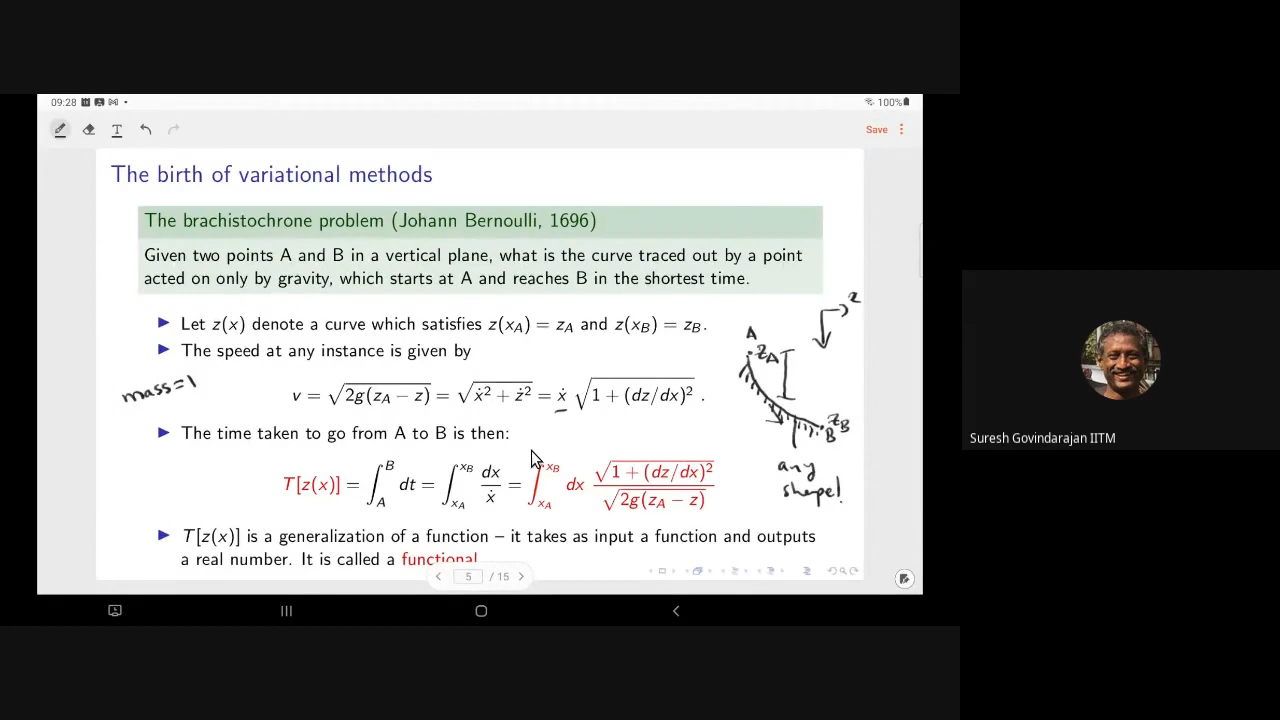 09:28
100%
T
Save
The birth of variational methods
The brachistochrone problem (Johann Bernoulli, 1696)
Given two points A and B in a vertical plane, what is the curve traced out by a point
acted on only by gravity, which starts at A and reaches B in the shortest time.
Let z(x) denote a curve which satisfies z(x_A) = z_A and z(x_B) = z_B.
The speed at any instance is given by
mass=1
v = √(2g(z_A − z)) = √(ẋ² + ż²) = ẋ √(1 + (dz/dx)²) .
The time taken to go from A to B is then:
T[z(x)] = ∫_A^B dt = ∫_{x_A}^{x_B} dx/ẋ = ∫_{x_A}^{x_B} dx √(1 + (dz/dx)²) / √(2g(z_A − z))
T[z(x)] is a generalization of a function – it takes as input a function and outputs
a real number. It is called a functional
z
A
z_A
z_B
B
any
shape!
5 / 15
Suresh Govindarajan IITM